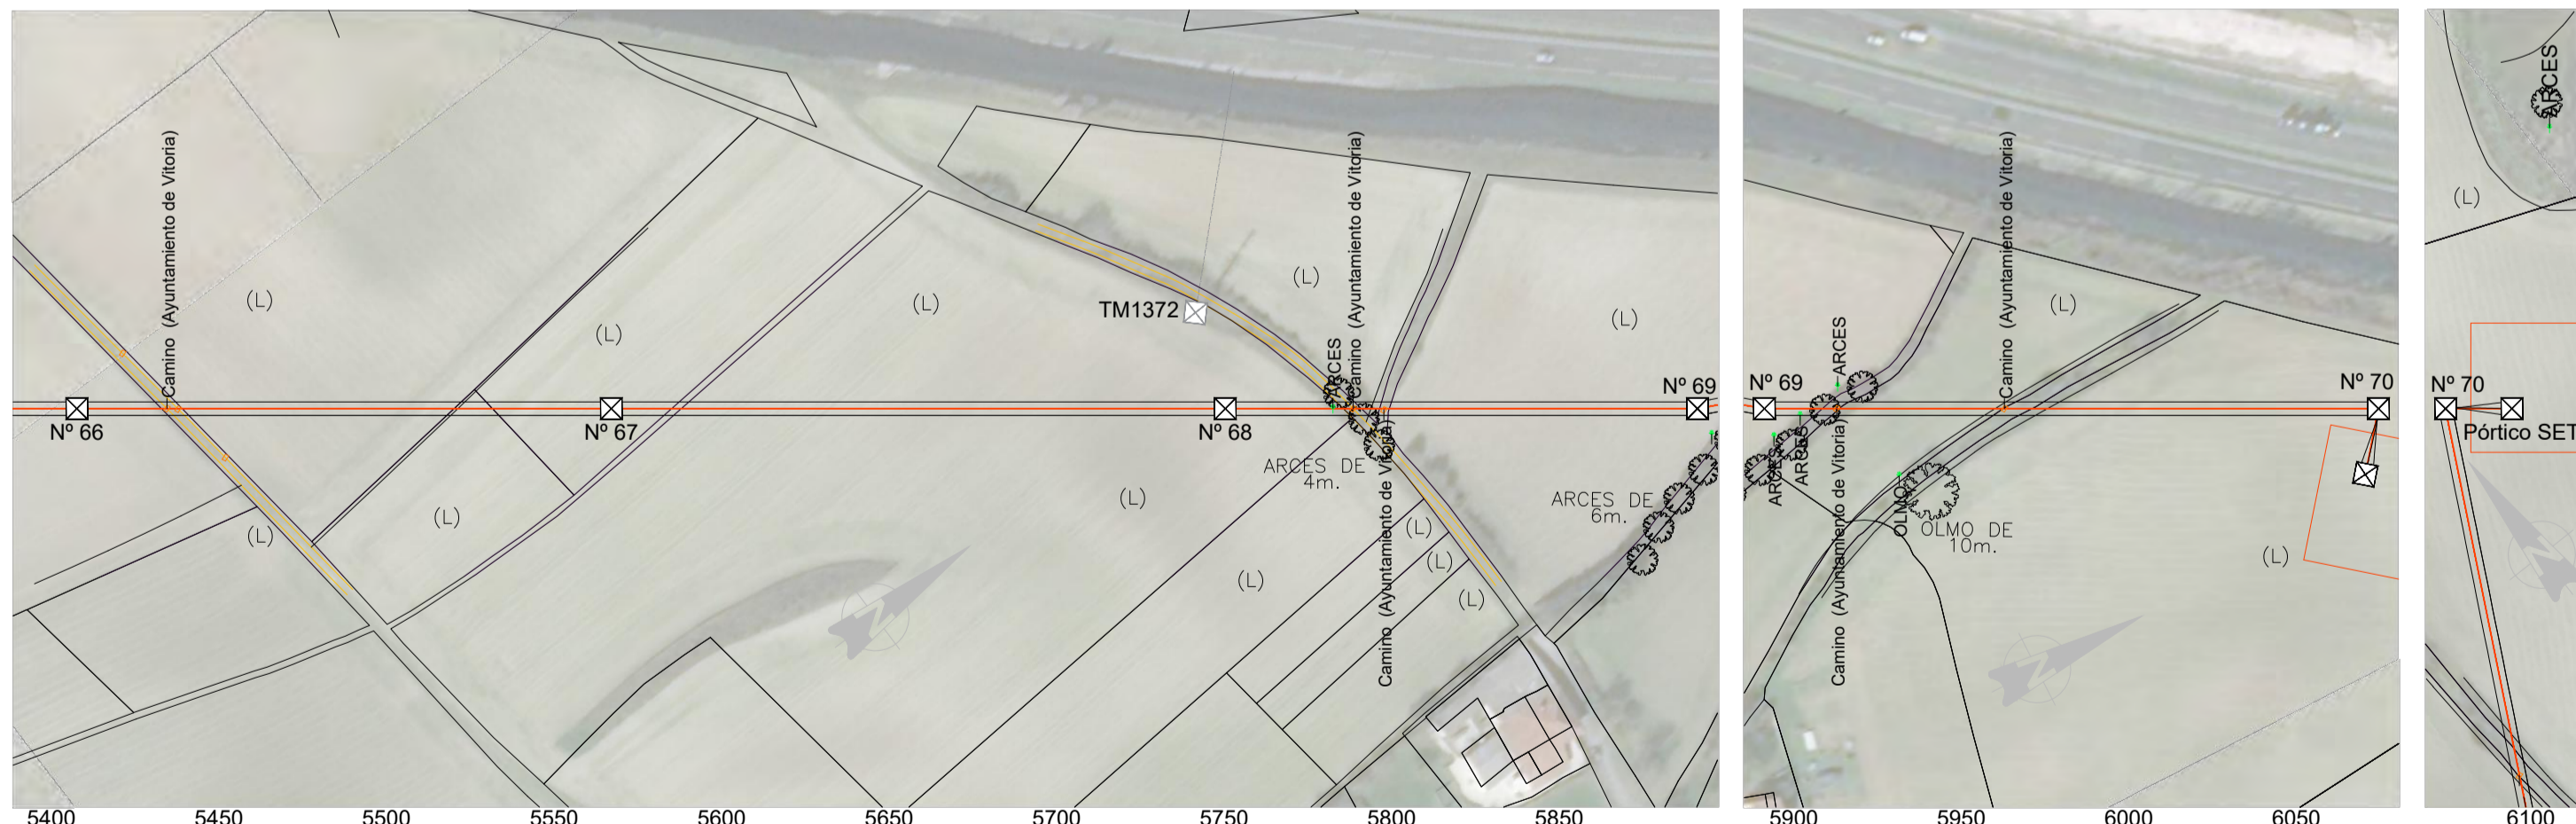 Camino (Ayuntamiento de Vitoria)
(L)
Nº 66
(L)
(L)
(L)
Nº 67
(L)
TM1372
(L)
Nº 68
ARCES
Camino (Ayuntamiento de Vitoria)
(L)
ARCES DE
4m.
(L)
(L)
(L)
(L)
(L)
Camino (Ayuntamiento de Vitoria)
(L)
Nº 69
ARCES DE
6m.
Nº 69
ARCES
ARCES
ARCES
Camino (Ayuntamiento de Vitoria)
Camino (Ayuntamiento de Vitoria)
(L)
OLMO
OLMO DE
10m.
(L)
Nº 70
ARCES
(L)
Nº 70
Pórtico SET
5400 5450 5500 5550 5600 5650 5700 5750 5800 5850 5900 5950 6000 6050 6100